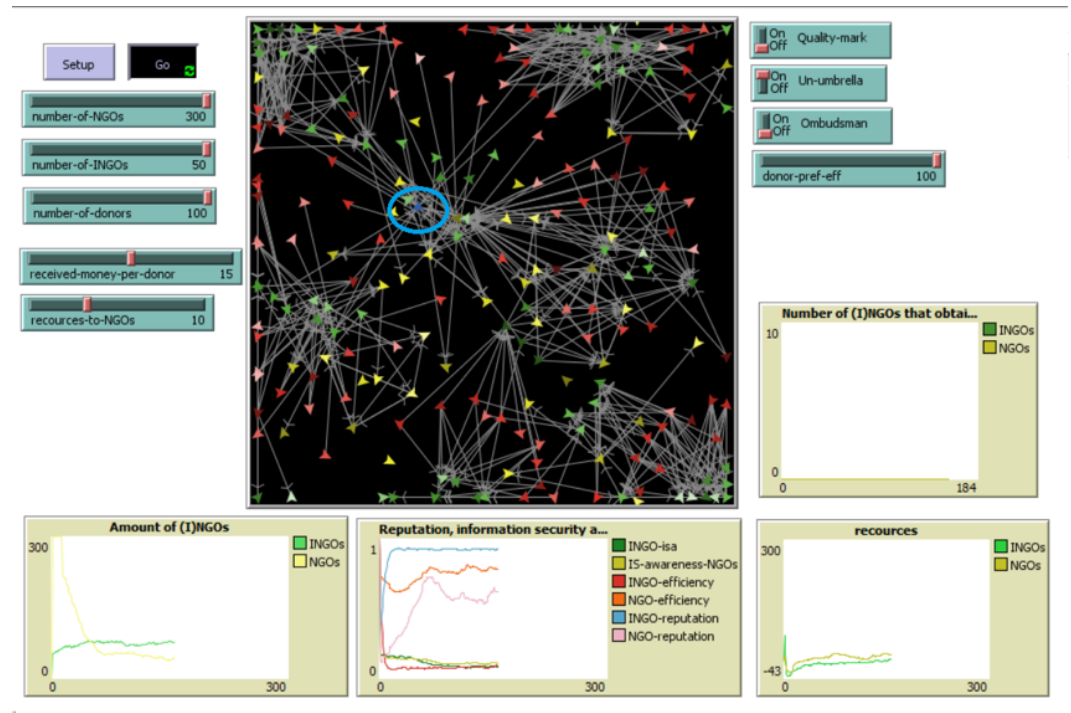 Setup
Go
number-of-NGOs 300
number-of-INGOs 50
number-of-donors 100
received-money-per-donor 15
recources-to-NGOs 10
On
Off
Quality-mark
On
Off
Un-umbrella
On
Off
Ombudsman
donor-pref-eff 100
Number of (I)NGOs that obtai...
10
0
0
184
INGOs
NGOs
Amount of (I)NGOs
300
0
0
300
INGOs
NGOs
Reputation, information security a...
1
0
0
300
INGO-isa
IS-awareness-NGOs
INGO-efficiency
NGO-efficiency
INGO-reputation
NGO-reputation
recources
300
-43
0
300
INGOs
NGOs